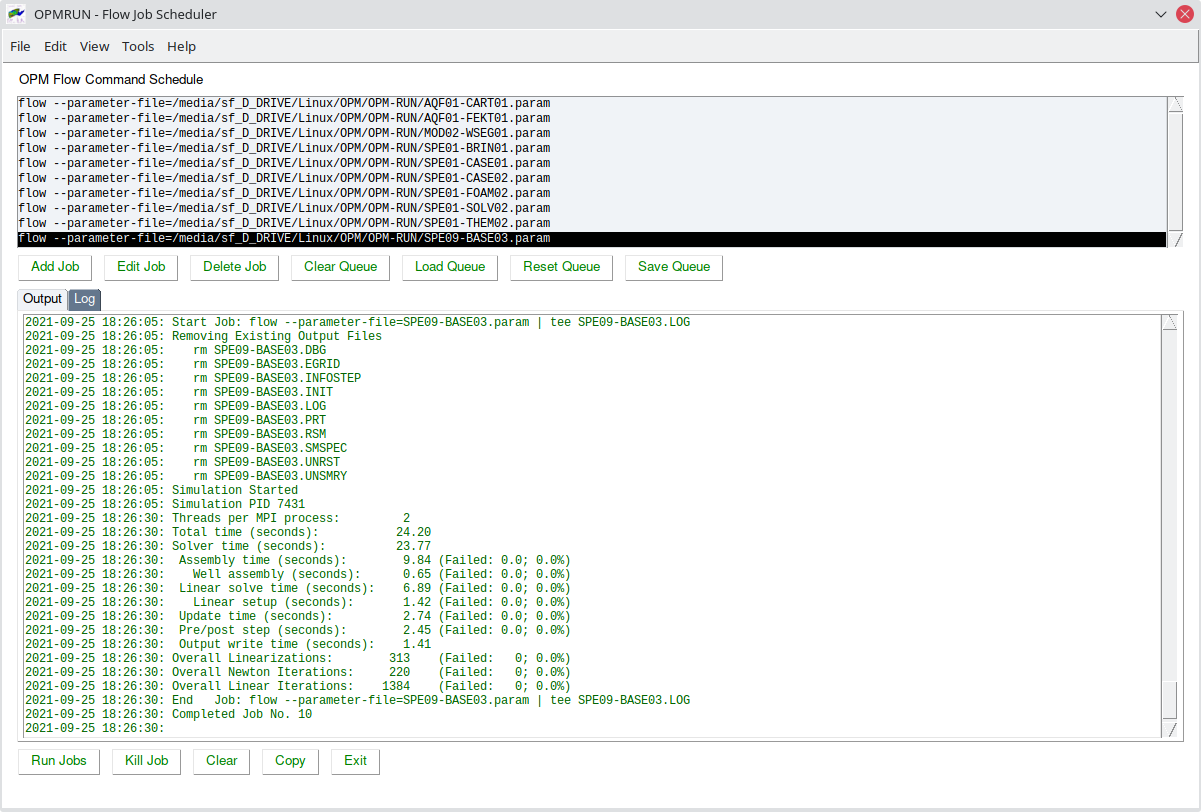 OPMRUN - Flow Job Scheduler
File Edit View Tools Help
OPM Flow Command Schedule
flow --parameter-file=/media/sf_D_DRIVE/Linux/OPM/OPM-RUN/AQF01-CART01.param
flow --parameter-file=/media/sf_D_DRIVE/Linux/OPM/OPM-RUN/AQF01-FEKT01.param
flow --parameter-file=/media/sf_D_DRIVE/Linux/OPM/OPM-RUN/MOD02-WSEG01.param
flow --parameter-file=/media/sf_D_DRIVE/Linux/OPM/OPM-RUN/SPE01-BRIN01.param
flow --parameter-file=/media/sf_D_DRIVE/Linux/OPM/OPM-RUN/SPE01-CASE01.param
flow --parameter-file=/media/sf_D_DRIVE/Linux/OPM/OPM-RUN/SPE01-CASE02.param
flow --parameter-file=/media/sf_D_DRIVE/Linux/OPM/OPM-RUN/SPE01-FOAM02.param
flow --parameter-file=/media/sf_D_DRIVE/Linux/OPM/OPM-RUN/SPE01-SOLV02.param
flow --parameter-file=/media/sf_D_DRIVE/Linux/OPM/OPM-RUN/SPE01-THEM02.param
flow --parameter-file=/media/sf_D_DRIVE/Linux/OPM/OPM-RUN/SPE09-BASE03.param
Add Job Edit Job Delete Job Clear Queue Load Queue Reset Queue Save Queue
Output Log
2021-09-25 18:26:05: Start Job: flow --parameter-file=SPE09-BASE03.param | tee SPE09-BASE03.LOG
2021-09-25 18:26:05: Removing Existing Output Files
2021-09-25 18:26:05:    rm SPE09-BASE03.DBG
2021-09-25 18:26:05:    rm SPE09-BASE03.EGRID
2021-09-25 18:26:05:    rm SPE09-BASE03.INFOSTEP
2021-09-25 18:26:05:    rm SPE09-BASE03.INIT
2021-09-25 18:26:05:    rm SPE09-BASE03.LOG
2021-09-25 18:26:05:    rm SPE09-BASE03.PRT
2021-09-25 18:26:05:    rm SPE09-BASE03.RSM
2021-09-25 18:26:05:    rm SPE09-BASE03.SMSPEC
2021-09-25 18:26:05:    rm SPE09-BASE03.UNRST
2021-09-25 18:26:05:    rm SPE09-BASE03.UNSMRY
2021-09-25 18:26:05: Simulation Started
2021-09-25 18:26:05: Simulation PID 7431
2021-09-25 18:26:30: Threads per MPI process:         2
2021-09-25 18:26:30: Total time (seconds):           24.20
2021-09-25 18:26:30: Solver time (seconds):          23.77
2021-09-25 18:26:30:  Assembly time (seconds):        9.84 (Failed: 0.0; 0.0%)
2021-09-25 18:26:30:    Well assembly (seconds):      0.65 (Failed: 0.0; 0.0%)
2021-09-25 18:26:30:  Linear solve time (seconds):    6.89 (Failed: 0.0; 0.0%)
2021-09-25 18:26:30:    Linear setup (seconds):       1.42 (Failed: 0.0; 0.0%)
2021-09-25 18:26:30:  Update time (seconds):          2.74 (Failed: 0.0; 0.0%)
2021-09-25 18:26:30:  Pre/post step (seconds):        2.45 (Failed: 0.0; 0.0%)
2021-09-25 18:26:30:  Output write time (seconds):    1.41
2021-09-25 18:26:30: Overall Linearizations:        313    (Failed:   0; 0.0%)
2021-09-25 18:26:30: Overall Newton Iterations:     220    (Failed:   0; 0.0%)
2021-09-25 18:26:30: Overall Linear Iterations:    1384    (Failed:   0; 0.0%)
2021-09-25 18:26:30: End   Job: flow --parameter-file=SPE09-BASE03.param | tee SPE09-BASE03.LOG
2021-09-25 18:26:30: Completed Job No. 10
2021-09-25 18:26:30:
Run Jobs Kill Job Clear Copy Exit